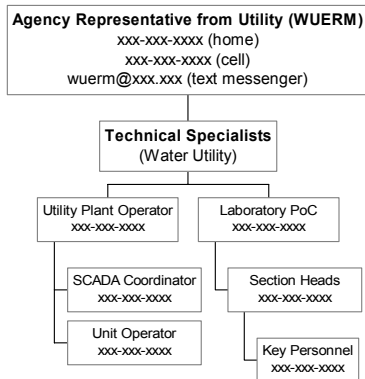 Agency Representative from Utility (WUERM)
xxx-xxx-xxxx (home)
xxx-xxx-xxxx (cell)
wuerm@xxx.xxx (text messenger)
Technical Specialists
(Water Utility)
Utility Plant Operator
xxx-xxx-xxxx
Laboratory PoC
xxx-xxx-xxxx
SCADA Coordinator
xxx-xxx-xxxx
Section Heads
xxx-xxx-xxxx
Unit Operator
xxx-xxx-xxxx
Key Personnel
xxx-xxx-xxxx